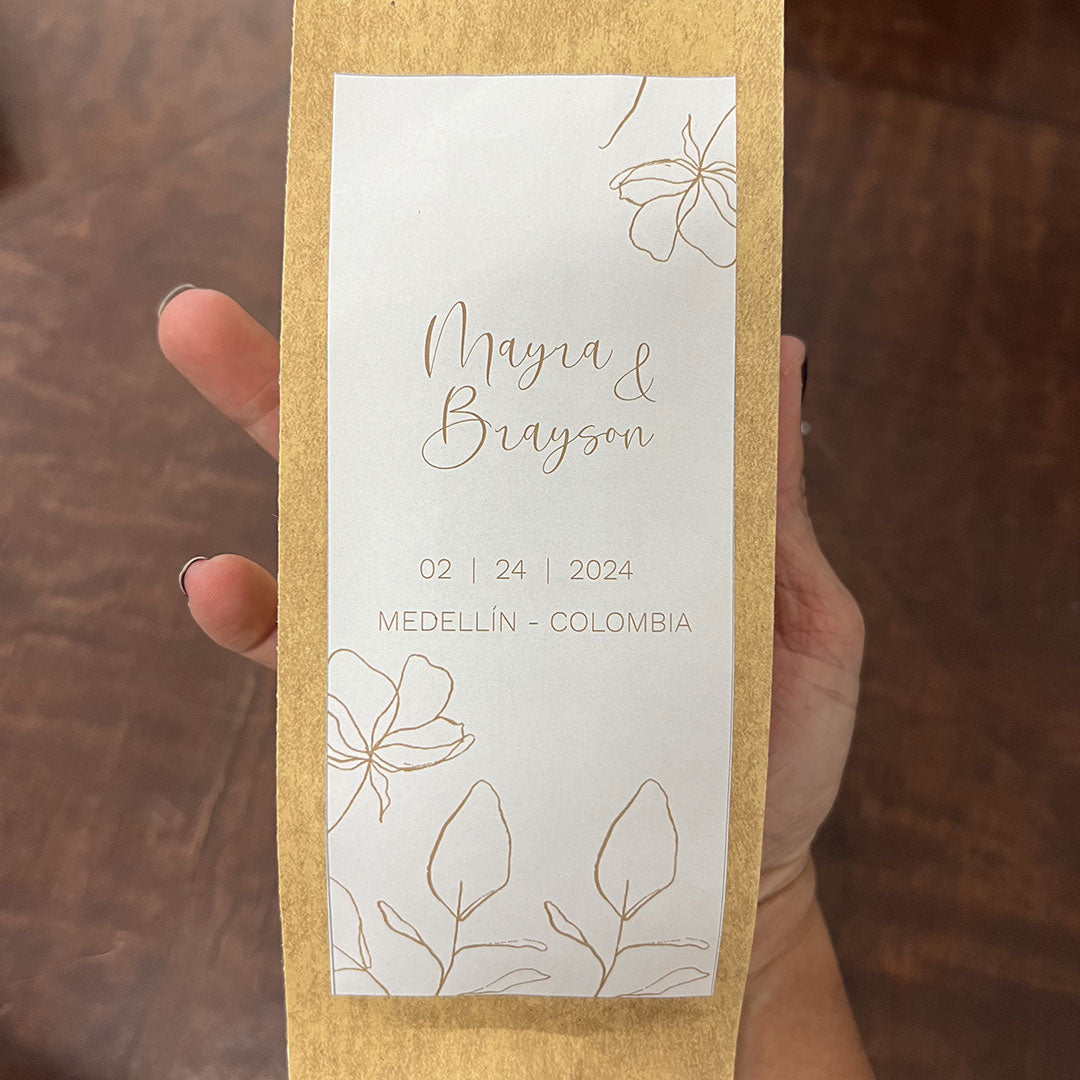 Mayra &
Brayson
02 | 24 | 2024
MEDELLÍN - COLOMBIA